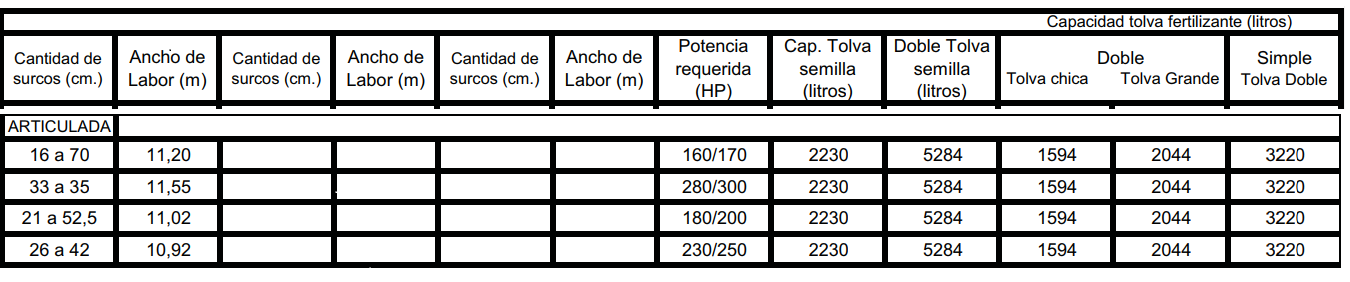 Capacidad tolva fertilizante (litros)
Cantidad de surcos (cm.) Ancho de Labor (m) Cantidad de surcos (cm.) Ancho de Labor (m) Cantidad de surcos (cm.) Ancho de Labor (m) Potencia requerida (HP) Cap. Tolva semilla (litros) Doble Tolva semilla (litros) Doble Tolva chica Tolva Grande Simple Tolva Doble
ARTICULADA
16 a 70 11,20 160/170 2230 5284 1594 2044 3220
33 a 35 11,55 280/300 2230 5284 1594 2044 3220
21 a 52,5 11,02 180/200 2230 5284 1594 2044 3220
26 a 42 10,92 230/250 2230 5284 1594 2044 3220